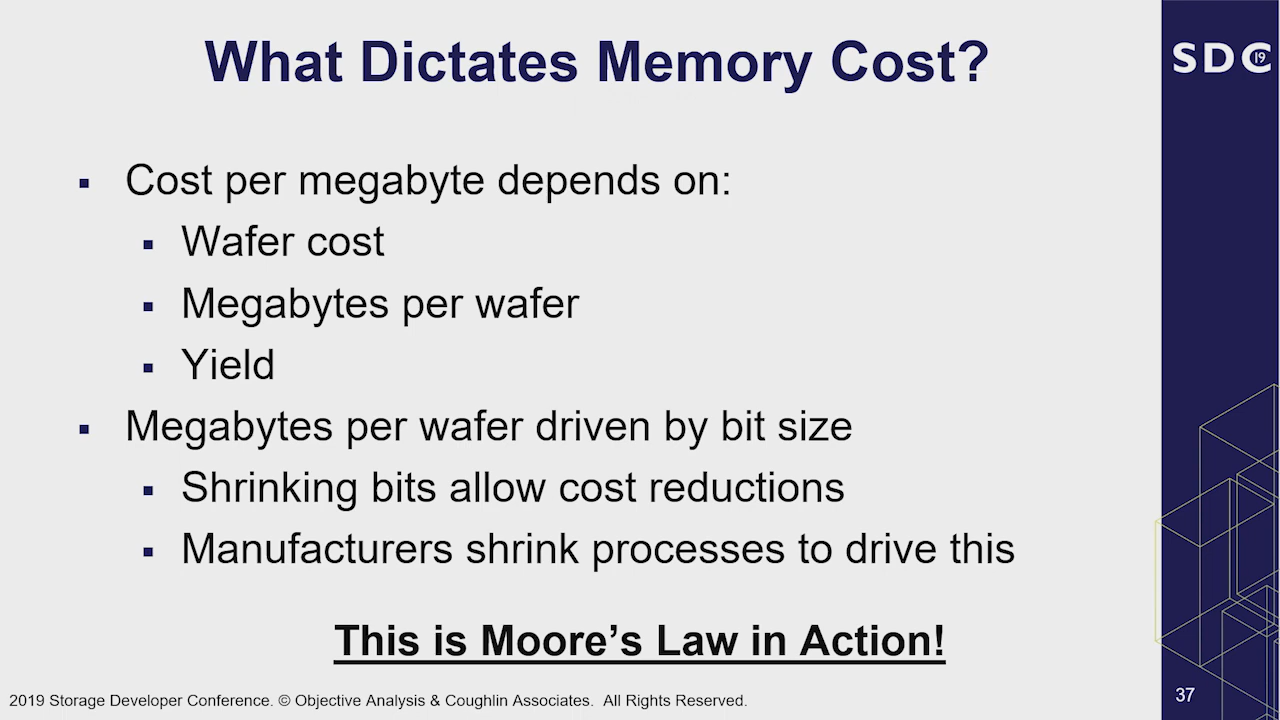 What Dictates Memory Cost?
SDC 19
Cost per megabyte depends on:
Wafer cost
Megabytes per wafer
Yield
Megabytes per wafer driven by bit size
Shrinking bits allow cost reductions
Manufacturers shrink processes to drive this
This is Moore’s Law in Action!
2019 Storage Developer Conference. © Objective Analysis & Coughlin Associates. All Rights Reserved.
37